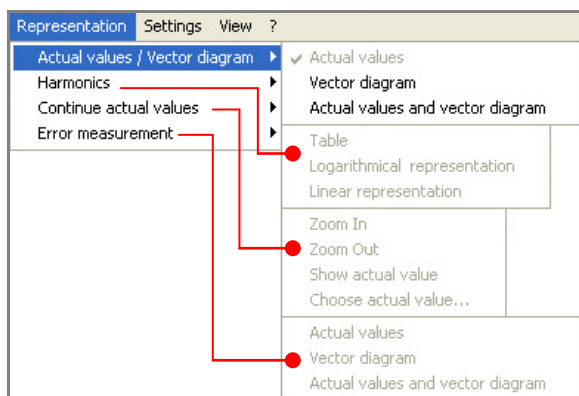 Representation Settings View ?
Actual values / Vector diagram
Harmonics
Continue actual values
Error measurement
Actual values
Vector diagram
Actual values and vector diagram
Table
Logarithmical representation
Linear representation
Zoom In
Zoom Out
Show actual value
Choose actual value...
Actual values
Vector diagram
Actual values and vector diagram